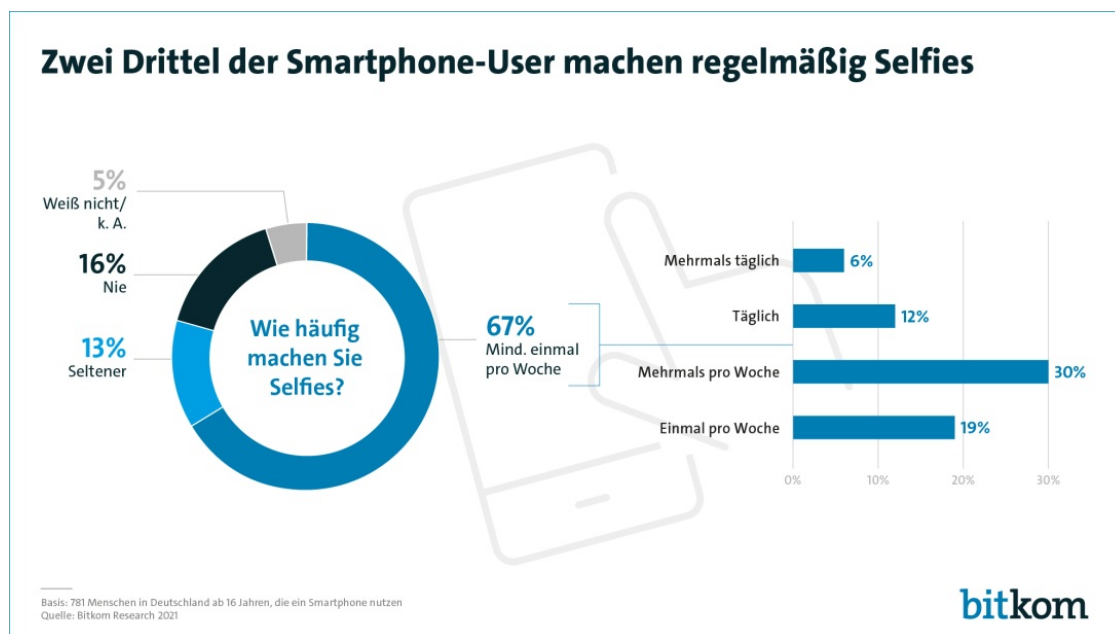 Zwei Drittel der Smartphone-User machen regelmäßig Selfies
5%
Weiß nicht/
k. A.
16%
Nie
13%
Seltener
Wie häufig
machen Sie
Selfies?
67%
Mind. einmal
pro Woche
Mehrmals täglich
6%
Täglich
12%
Mehrmals pro Woche
30%
Einmal pro Woche
19%
0%
10%
20%
30%
Basis: 781 Menschen in Deutschland ab 16 Jahren, die ein Smartphone nutzen
Quelle: Bitkom Research 2021
bitkom